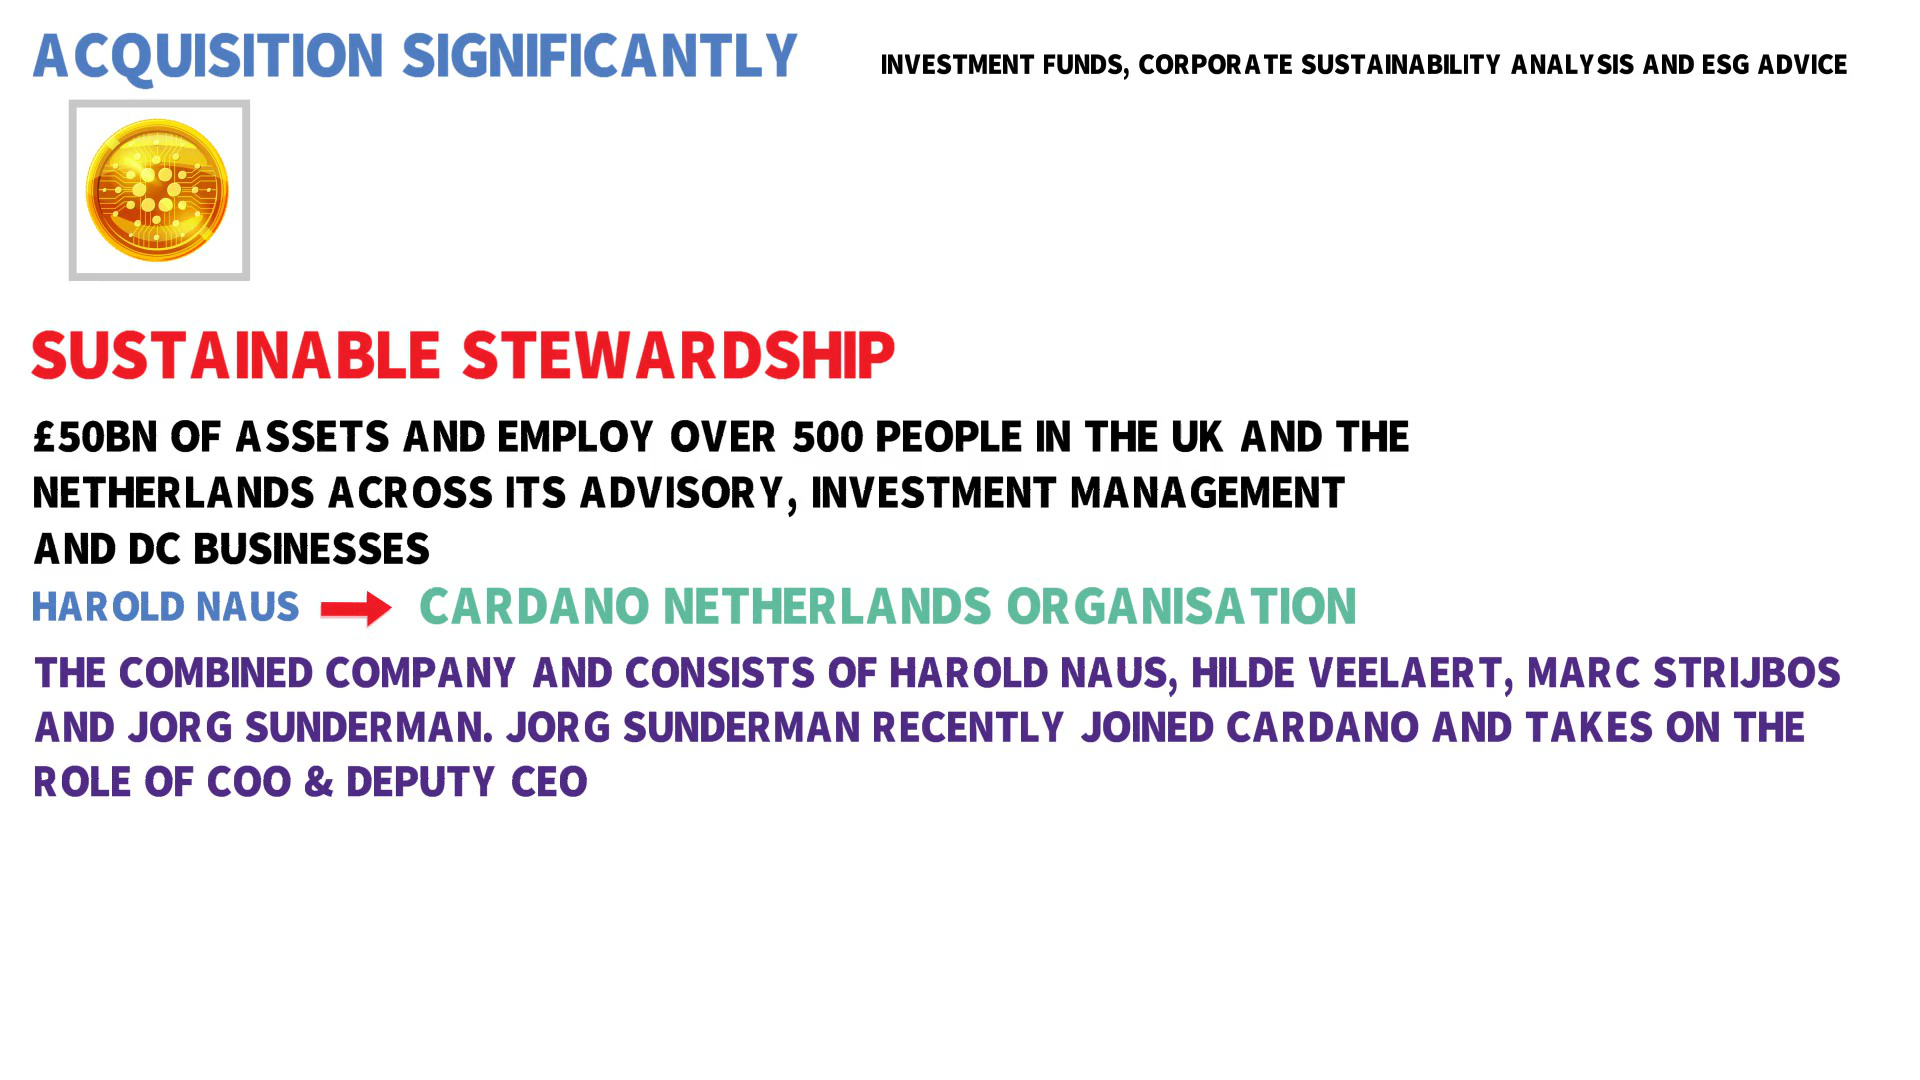 ACQUISITION SIGNIFICANTLY
INVESTMENT FUNDS, CORPORATE SUSTAINABILITY ANALYSIS AND ESG ADVICE
SUSTAINABLE STEWARDSHIP
£50BN OF ASSETS AND EMPLOY OVER 500 PEOPLE IN THE UK AND THE
NETHERLANDS ACROSS ITS ADVISORY, INVESTMENT MANAGEMENT
AND DC BUSINESSES
HAROLD NAUS
CARDANO NETHERLANDS ORGANISATION
THE COMBINED COMPANY AND CONSISTS OF HAROLD NAUS, HILDE VEELAERT, MARC STRIJBOS
AND JORG SUNDERMAN. JORG SUNDERMAN RECENTLY JOINED CARDANO AND TAKES ON THE
ROLE OF COO & DEPUTY CEO